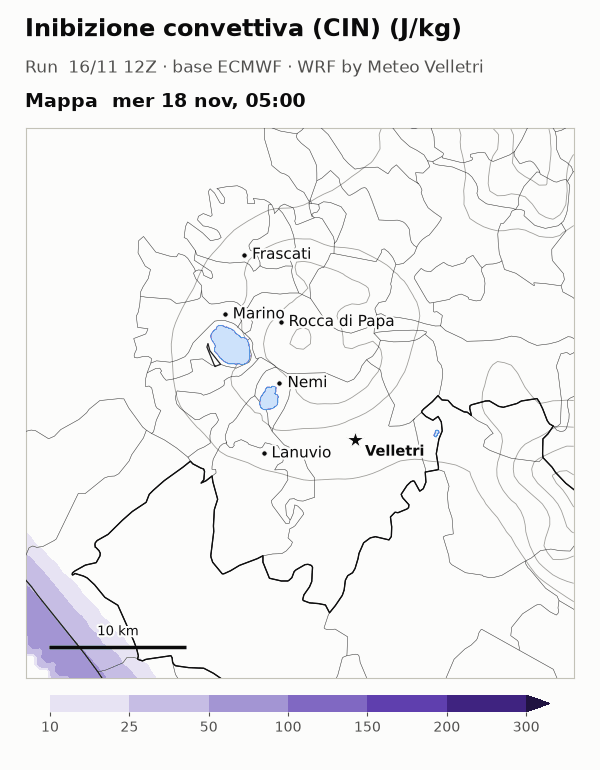 Inibizione convettiva (CIN) (J/kg)
Run  16/11 12Z · base ECMWF · WRF by Meteo Velletri
Mappa  mer 18 nov, 05:00
Frascati
Marino
Rocca di Papa
Nemi
Velletri
Lanuvio
10 km
10 25 50 100 150 200 300